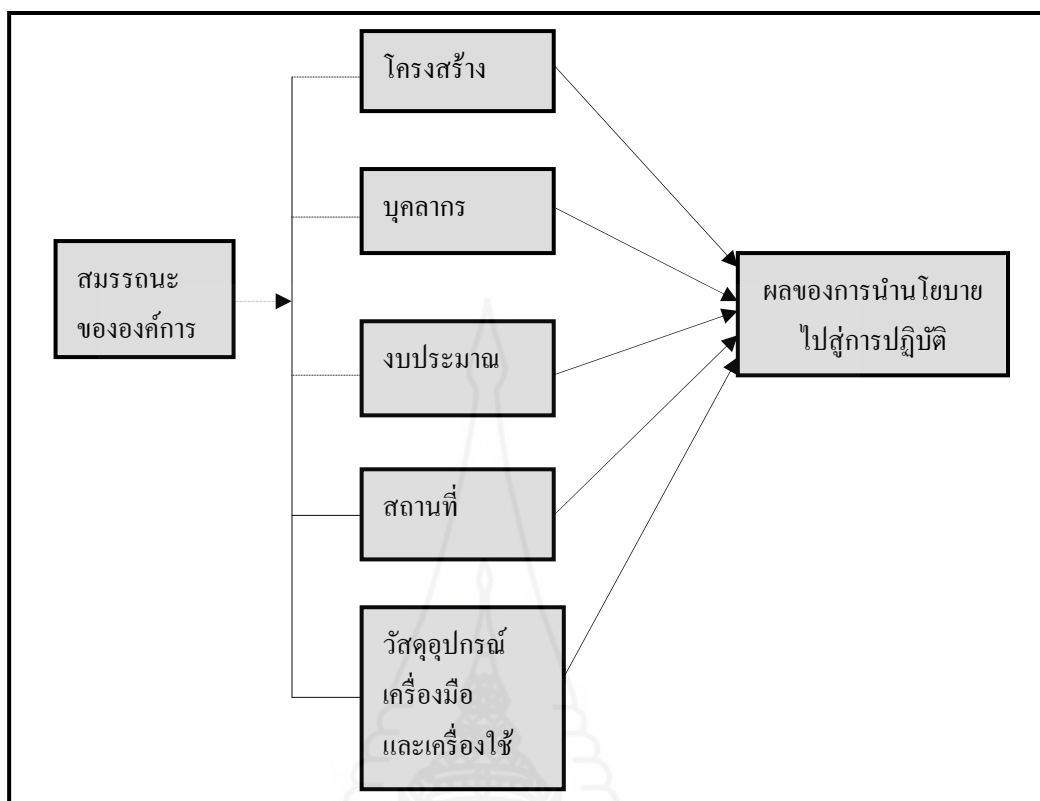 โครงสร้าง
บุคลากร
สมรรถนะ
ขององค์การ
งบประมาณ
สถานที่
วัสดุอุปกรณ์
เครื่องมือ
และเครื่องใช้
ผลของการนำนโยบาย
ไปสู่การปฏิบัติ